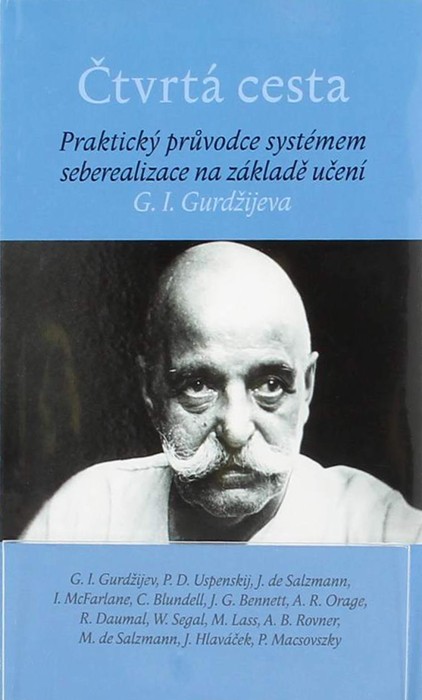 Čtvrtá cesta
Praktický průvodce systémem
seberealizace na základě učení
G. I. Gurdžijeva
G. I. Gurdžijev, P. D. Uspenskij, J. de Salzmann,
I. McFarlane, C. Blundell, J. G. Bennett, A. R. Orage,
R. Daumal, W. Segal, M. Lass, A. B. Rovner,
M. de Salzmann, J. Hlaváček, P. Macsovszky